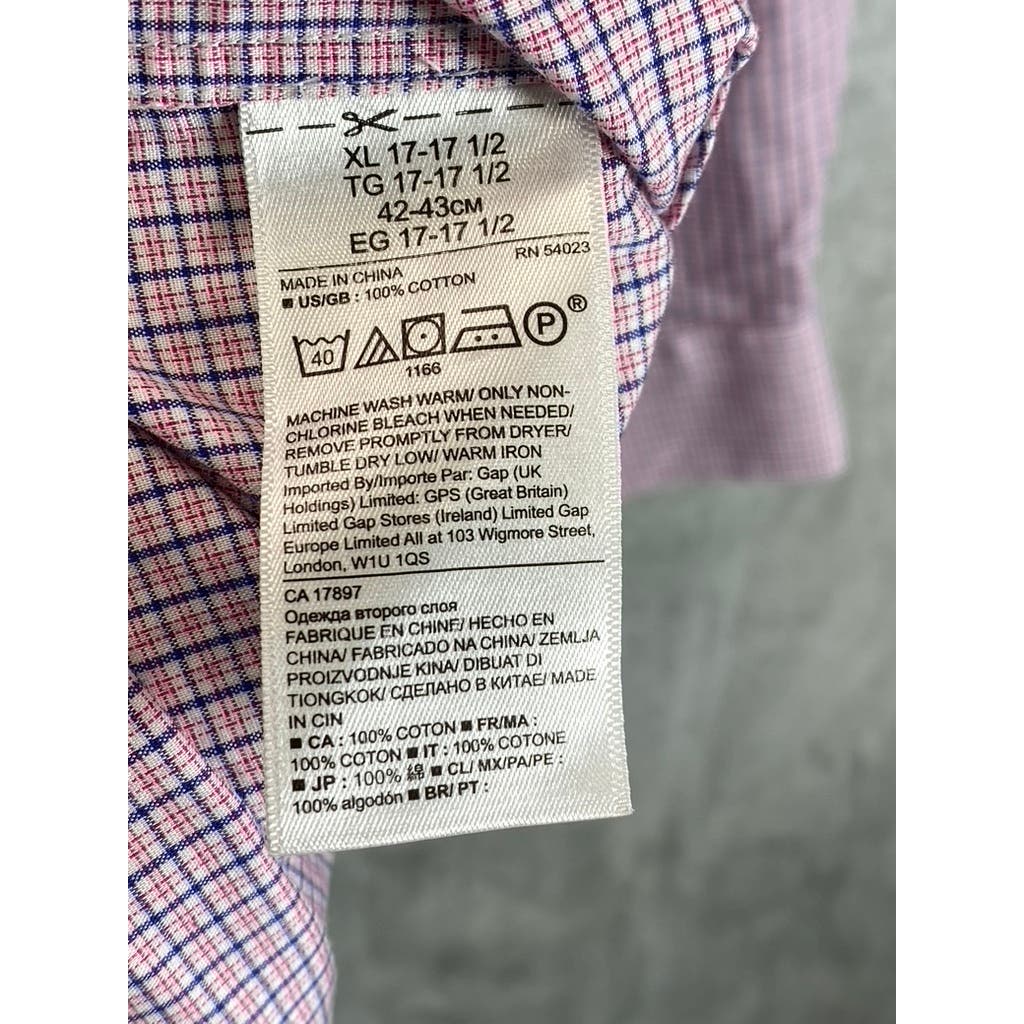 XL 17-17 1/2
TG 17-17 1/2
42-43см
EG 17-17 1/2
RN 54023
MADE IN CHINA
■ US/GB : 100% COTTON
40 P ®
1166
MACHINE WASH WARM/ ONLY NON-
CHLORINE BLEACH WHEN NEEDED/
REMOVE PROMPTLY FROM DRYER/
TUMBLE DRY LOW/ WARM IRON
Imported By/Importe Par: Gap (UK
Holdings) Limited: GPS (Great Britain)
Limited Gap Stores (Ireland) Limited Gap
Europe Limited All at 103 Wigmore Street,
London, W1U 1QS
CA 17897
Одежда второго слоя
FABRIQUE EN CHINE/ HECHO EN
CHINA/ FABRICADO NA CHINA/ ZEMLJA
PROIZVODNJE KINA/ DIBUAT DI
TIONGKOK/ СДЕЛАНО В КИТАЕ/ MADE
IN CIN
■ CA : 100% COTON ■ FR/MA :
100% COTON ■ IT : 100% COTONE
■ JP : 100% 綿 ■ CL/ MX/PA/PE :
100% algodón ■ BR/ PT :